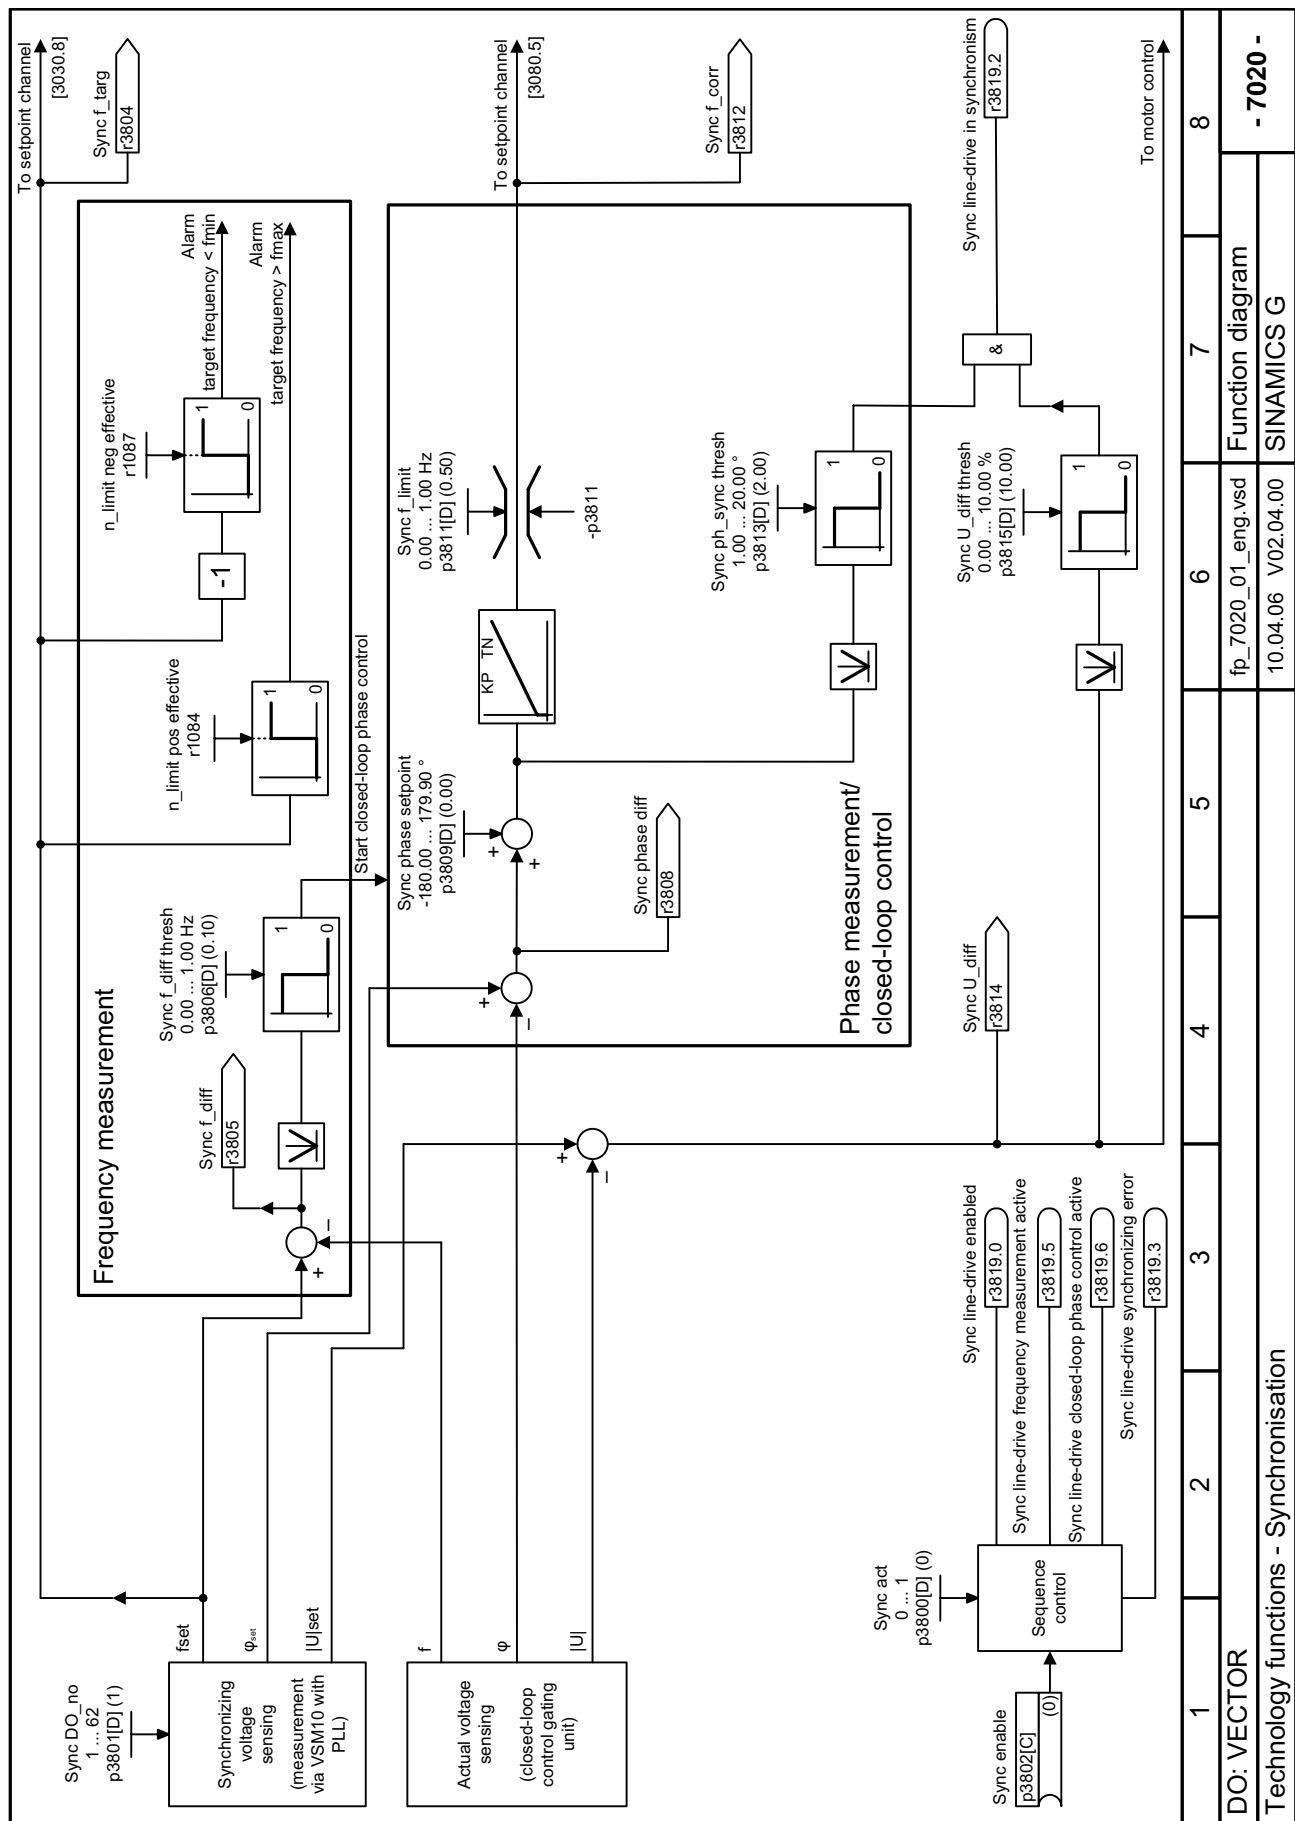 To setpoint channel
[3030.8]
Sync f_targ
r3804
Frequency measurement
Alarm
target frequency < fmin
Alarm
target frequency > fmax
n_limit neg effective
r1087
1
0
-1
n_limit pos effective
r1084
1
0
Start closed-loop phase control
Sync f_diff thresh
0.00 ... 1.00 Hz
p3806[D] (0.10)
1
0
Sync f_diff
r3805
+
–
Sync DO_no
1 ... 62
p3801[D] (1)
Synchronizing
voltage
sensing
(measurement
via VSM10 with
PLL)
fset
φset
|U|set
Actual voltage
sensing
(closed-loop
control gating
unit)
f
φ
|U|
To setpoint channel
[3080.5]
Sync f_corr
r3812
Sync f_limit
0.00 ... 1.00 Hz
p3811[D] (0.50)
-p3811
KP TN
Sync phase setpoint
-180.00 ... 179.90 °
p3809[D] (0.00)
+
+
Sync phase diff
r3808
+
–
Phase measurement/
closed-loop control
Sync ph_sync thresh
1.00 ... 20.00 °
p3813[D] (2.00)
1
0
Sync line-drive in synchronism
r3819.2
&
Sync U_diff thresh
0.00 ... 10.00 %
p3815[D] (10.00)
1
0
Sync U_diff
r3814
+
–
To motor control
Sync act
0 ... 1
p3800[D] (0)
Sequence
control
Sync enable
p3802[C]
(0)
Sync line-drive enabled
r3819.0
Sync line-drive frequency measurement active
r3819.5
Sync line-drive closed-loop phase control active
r3819.6
Sync line-drive synchronizing error
r3819.3
1 2 3 4 5 6 7 8
DO: VECTOR
fp_7020_01_eng.vsd
Function diagram
- 7020 -
Technology functions - Synchronisation
10.04.06 V02.04.00
SINAMICS G